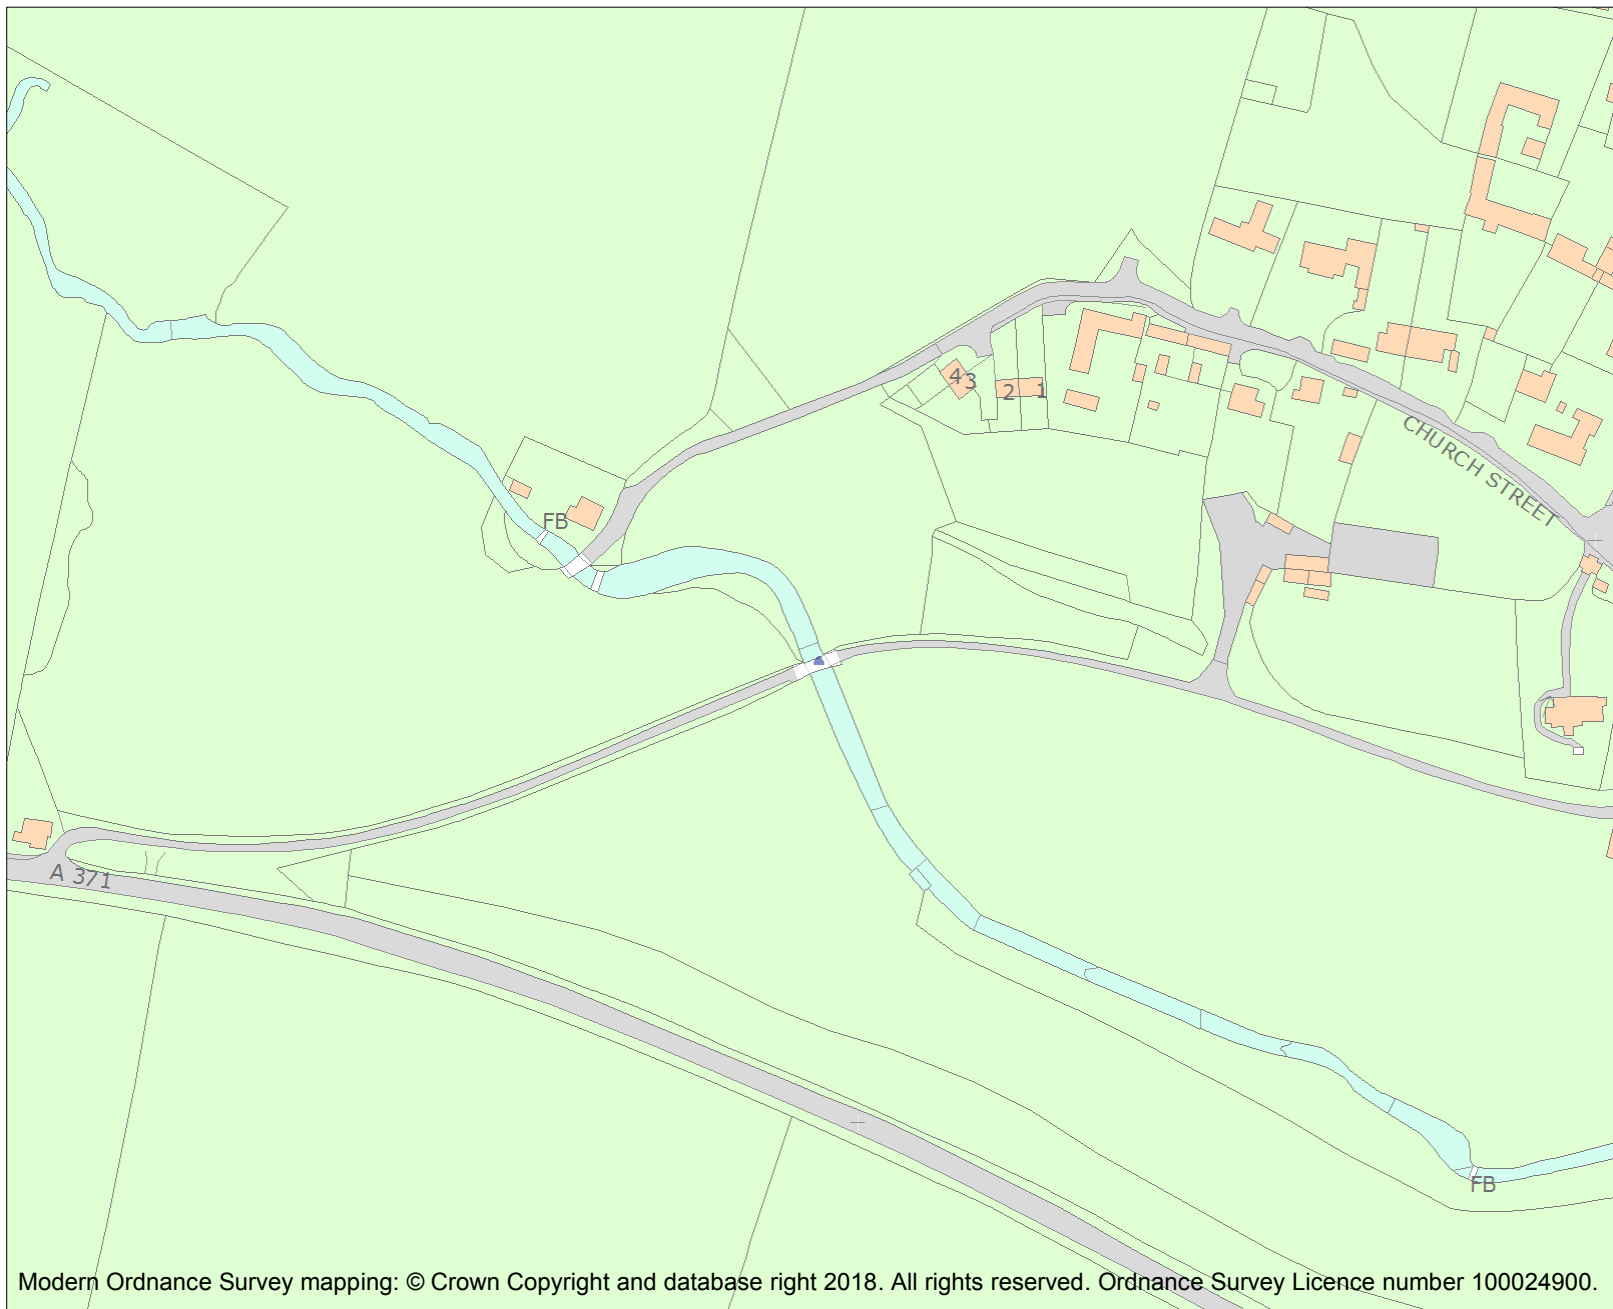 4
3
2
1
CHURCH STREET
FB
A 371
FB
Modern Ordnance Survey mapping: © Crown Copyright and database right 2018. All rights reserved. Ordnance Survey Licence number 100024900.